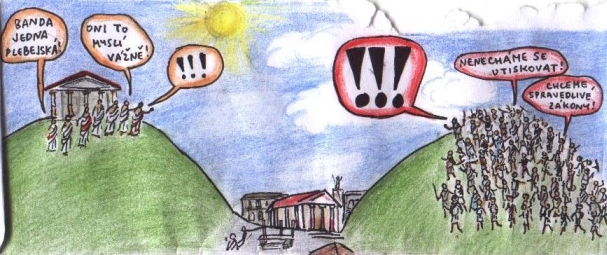 BANDA
JEDNA
PLEBEJSKÁ!
ONI TO
MYSLÍ
VÁŽNĚ!
!!!
!!!
NENECHÁME SE
UTISKOVAT!
CHCEME
SPRAVEDLIVÉ
ZÁKONY!